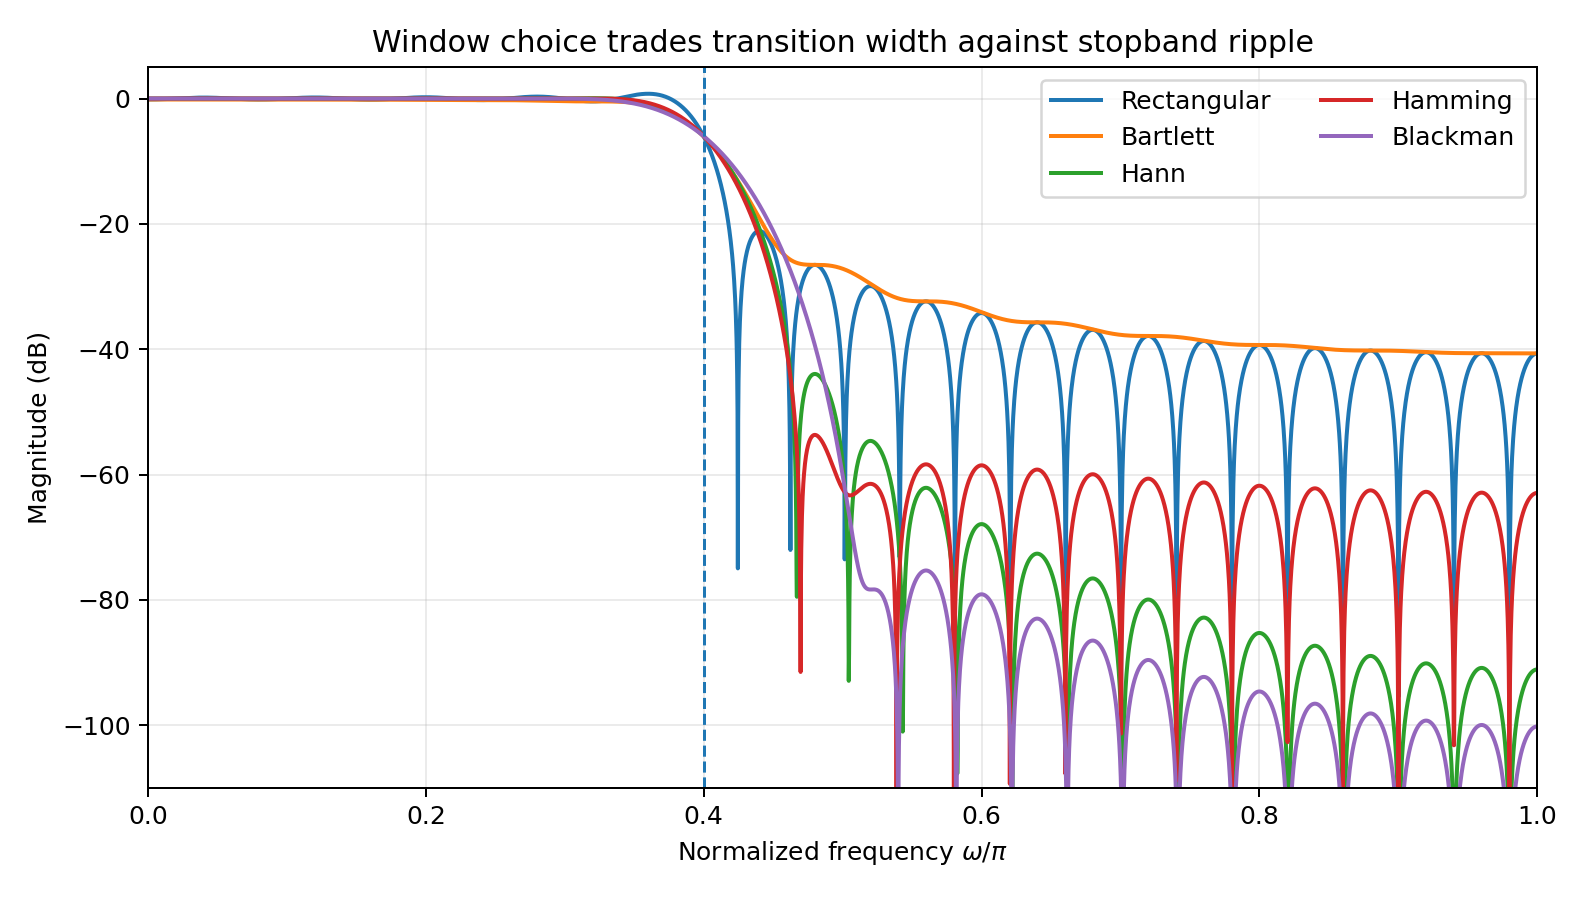 Window choice trades transition width against stopband ripple
Rectangular
Bartlett
Hann
Hamming
Blackman
Magnitude (dB)
0
−20
−40
−60
−80
−100
0.0
0.2
0.4
0.6
0.8
1.0
Normalized frequency ω/π